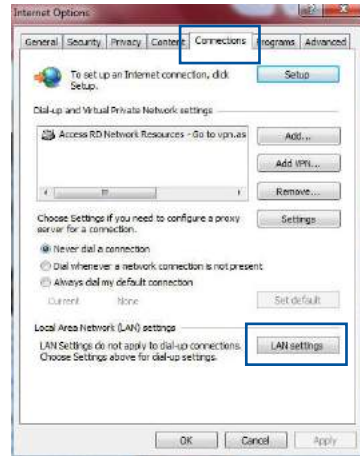 Internet Options
General Security Privacy Content Connections Programs Advanced
To set up an Internet connection, click
Setup.
Setup
Dial-up and Virtual Private Network settings
Access RD Network Resources - Go to vpn.as
Add...
Add VPN...
Remove...
Choose Settings if you need to configure a proxy
server for a connection.
Settings
Never dial a connection
Dial whenever a network connection is not present
Always dial my default connection
Current None
Set default
Local Area Network (LAN) settings
LAN Settings do not apply to dial-up connections.
Choose Settings above for dial-up settings.
LAN settings
OK Cancel Apply